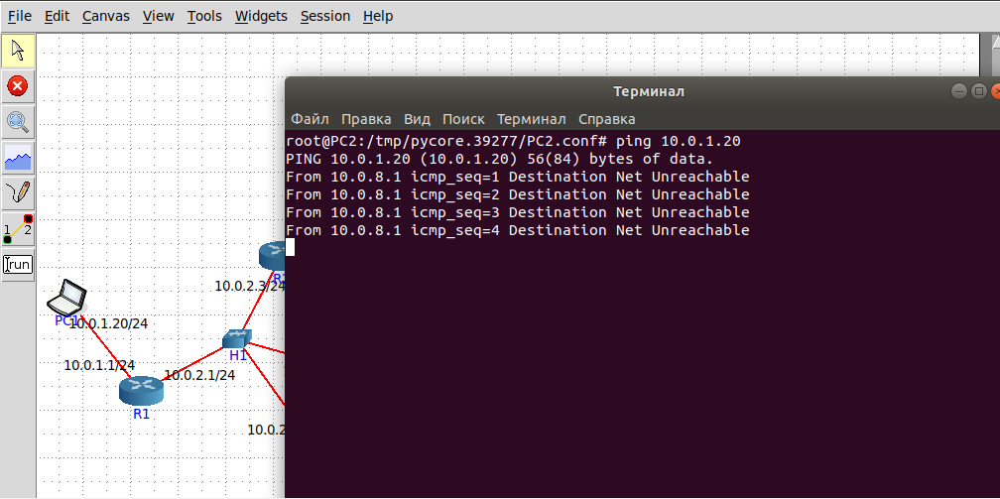 File Edit Canvas View Tools Widgets Session Help
Терминал
Файл Правка Вид Поиск Терминал Справка
root@PC2:/tmp/pycore.39277/PC2.conf# ping 10.0.1.20
PING 10.0.1.20 (10.0.1.20) 56(84) bytes of data.
From 10.0.8.1 icmp_seq=1 Destination Net Unreachable
From 10.0.8.1 icmp_seq=2 Destination Net Unreachable
From 10.0.8.1 icmp_seq=3 Destination Net Unreachable
From 10.0.8.1 icmp_seq=4 Destination Net Unreachable
1 2
run
10.0.2.3/24
PC1
10.0.1.20/24
H1
10.0.1.1/24
10.0.2.1/24
R1
10.0.2